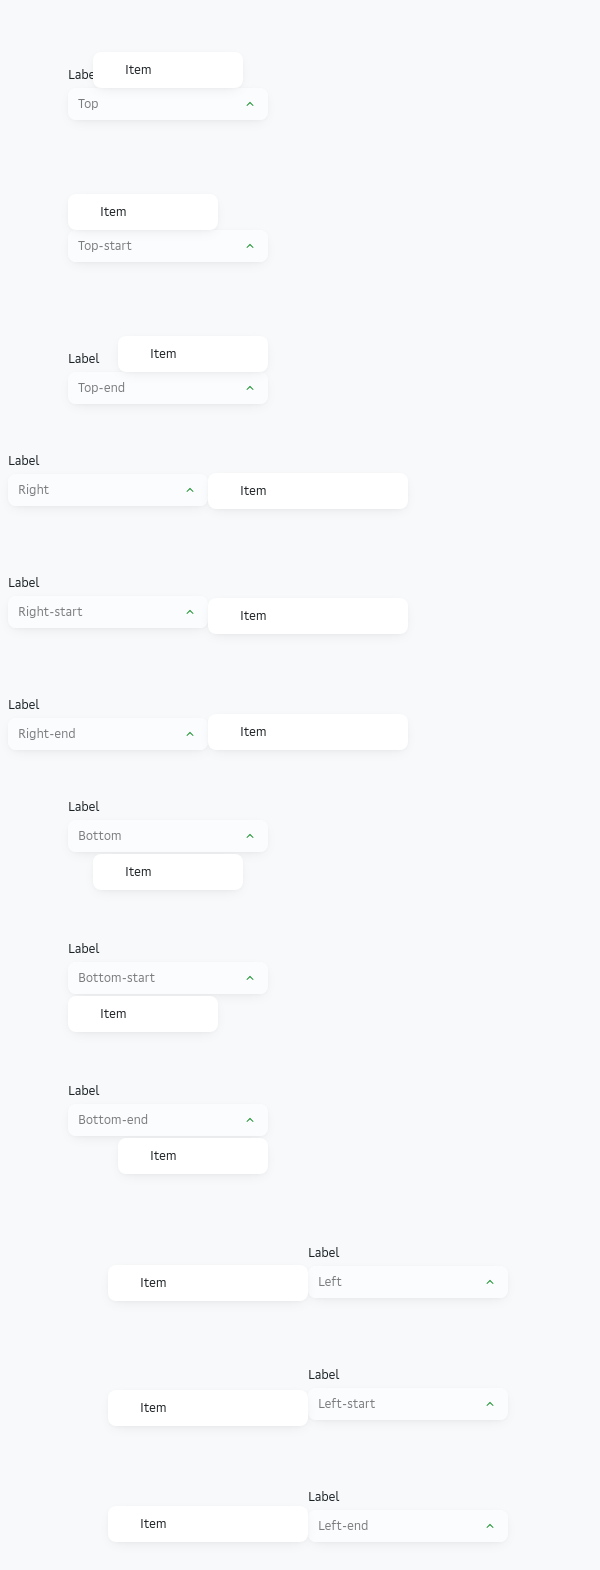 Labe
Item
Top
Item
Top-start
Label
Item
Top-end
Label
Right
Item
Label
Right-start
Item
Label
Right-end
Item
Label
Bottom
Item
Label
Bottom-start
Item
Label
Bottom-end
Item
Label
Item
Left
Label
Left-start
Item
Label
Item
Left-end